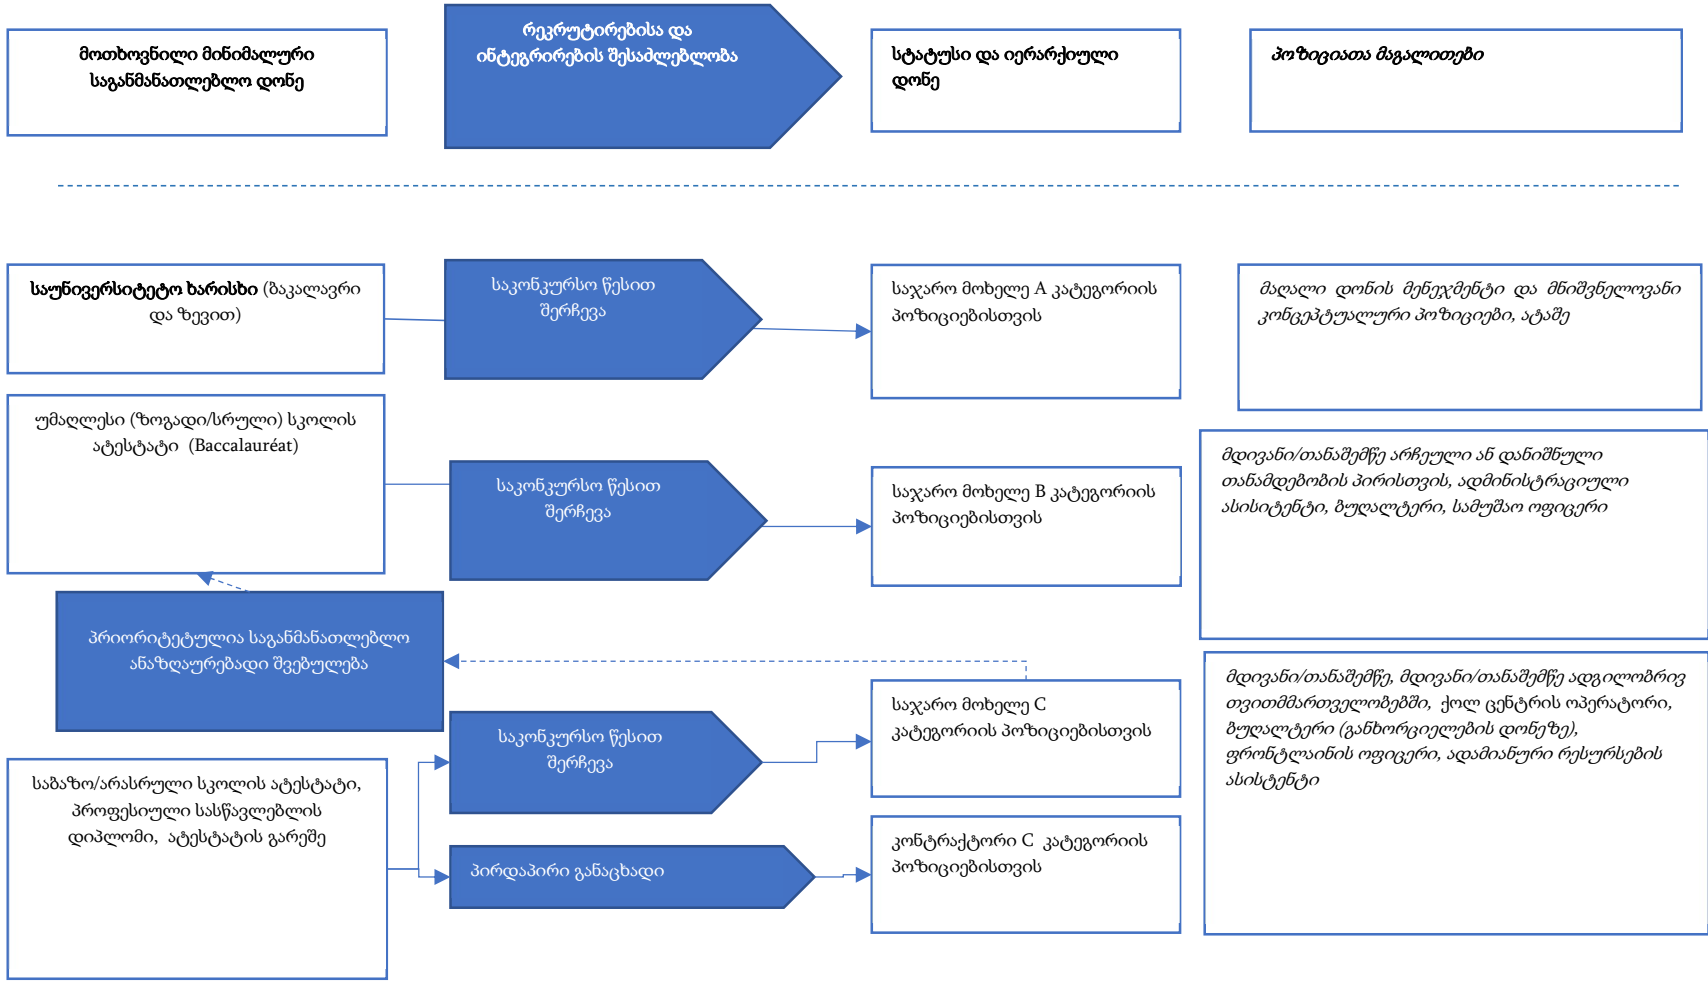 მოთხოვნილი მინიმალური
საგანმანათლებლო დონე
რეკრუტირებისა და
ინტეგრირების შესაძლებლობა
სტატუსი და იერარქიული
დონე
პოზიციათა მაგალითები
საუნივერსიტეტო ხარისხი (ბაკალავრი
და ზევით)
საკონკურსო წესით
შერჩევა
საჯარო მოხელე A კატეგორიის
პოზიციებისთვის
მაღალი დონის მენეჯმენტი და მნიშვნელოვანი
კონცეპტუალური პოზიციები, ატაშე
უმაღლესი (ზოგადი/სრული) სკოლის
ატესტატი (Baccalauréat)
საკონკურსო წესით
შერჩევა
საჯარო მოხელე B კატეგორიის
პოზიციებისთვის
მდივანი/თანაშემწე არჩეული ან დანიშნული
თანამდებობის პირისთვის, ადმინისტრაციული
ასისიტენტი, ბუღალტერი, სამუშაო ოფიცერი
პრიორიტეტულია საგანმანათლებლო
ანაზღაურებადი შვებულება
საბაზო/არასრული სკოლის ატესტატი,
პროფესიული სასწავლებლის
დიპლომი, ატესტატის გარეშე
საკონკურსო წესით
შერჩევა
საჯარო მოხელე C
კატეგორიის პოზიციებისთვის
მდივანი/თანაშემწე, მდივანი/თანაშემწე ადგილობრივ
თვითმმართველობებში, ქოლ ცენტრის ოპერატორი,
ბუღალტერი (განხორციელების დონეზე),
ფრონტლაინის ოფიცერი, ადამიანური რესურსების
ასისტენტი
პირდაპირი განაცხადი
კონტრაქტორი C კატეგორიის
პოზიციებისთვის